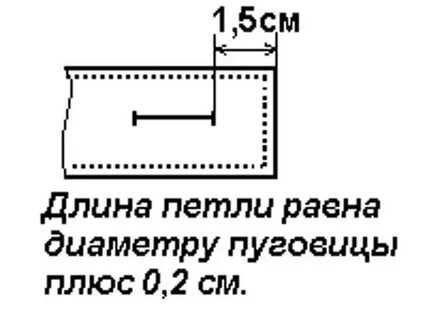 1,5см
Длина петли равна
диаметру пуговицы
плюс 0,2 см.